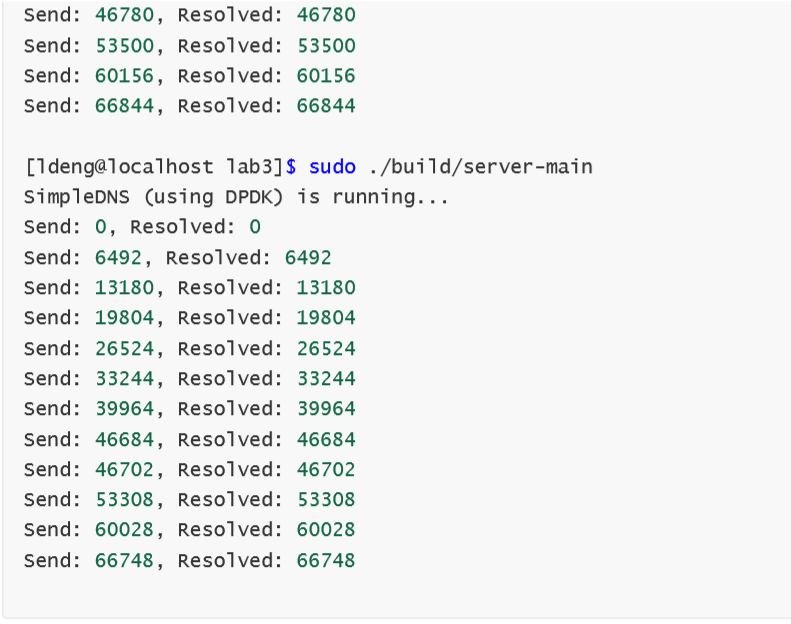 Send: 46780, Resolved: 46780
Send: 53500, Resolved: 53500
Send: 60156, Resolved: 60156
Send: 66844, Resolved: 66844
[ldeng@localhost lab3]$ sudo ./build/server-main
SimpleDNS (using DPDK) is running...
Send: 0, Resolved: 0
Send: 6492, Resolved: 6492
Send: 13180, Resolved: 13180
Send: 19804, Resolved: 19804
Send: 26524, Resolved: 26524
Send: 33244, Resolved: 33244
Send: 39964, Resolved: 39964
Send: 46684, Resolved: 46684
Send: 46702, Resolved: 46702
Send: 53308, Resolved: 53308
Send: 60028, Resolved: 60028
Send: 66748, Resolved: 66748